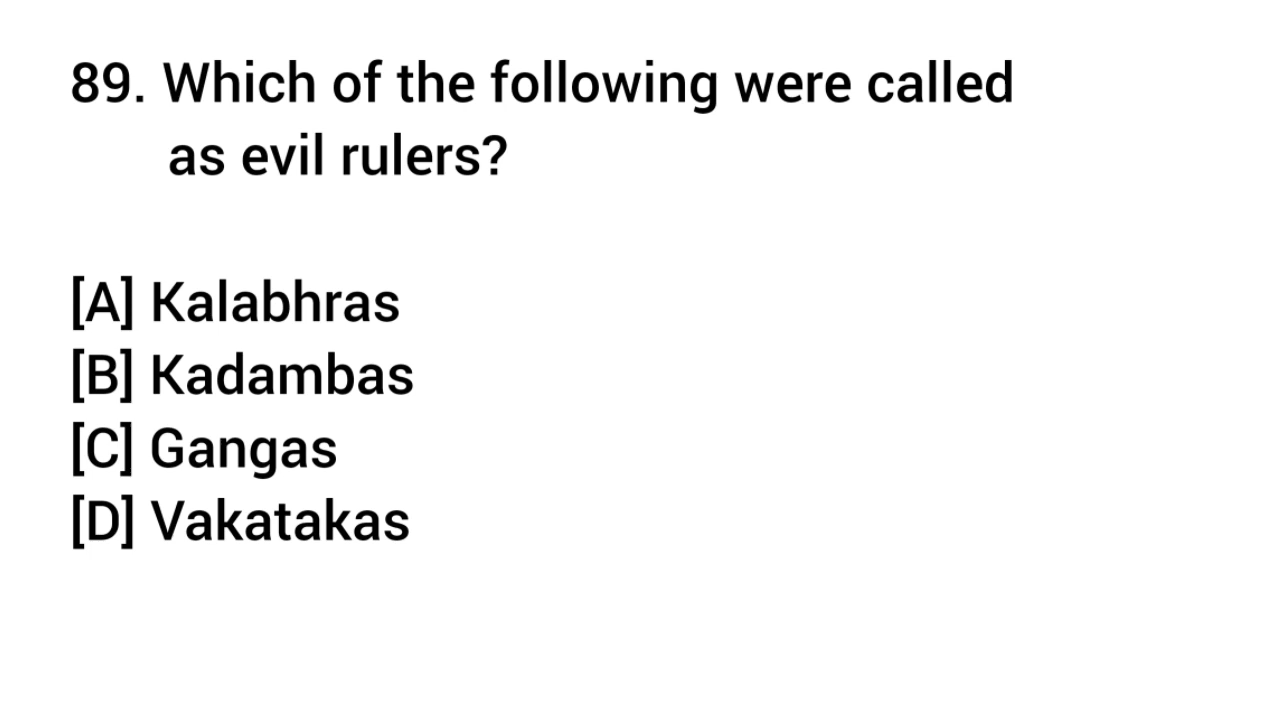 89. Which of the following were called
as evil rulers?
[A] Kalabhras
[B] Kadambas
[C] Gangas
[D] Vakatakas